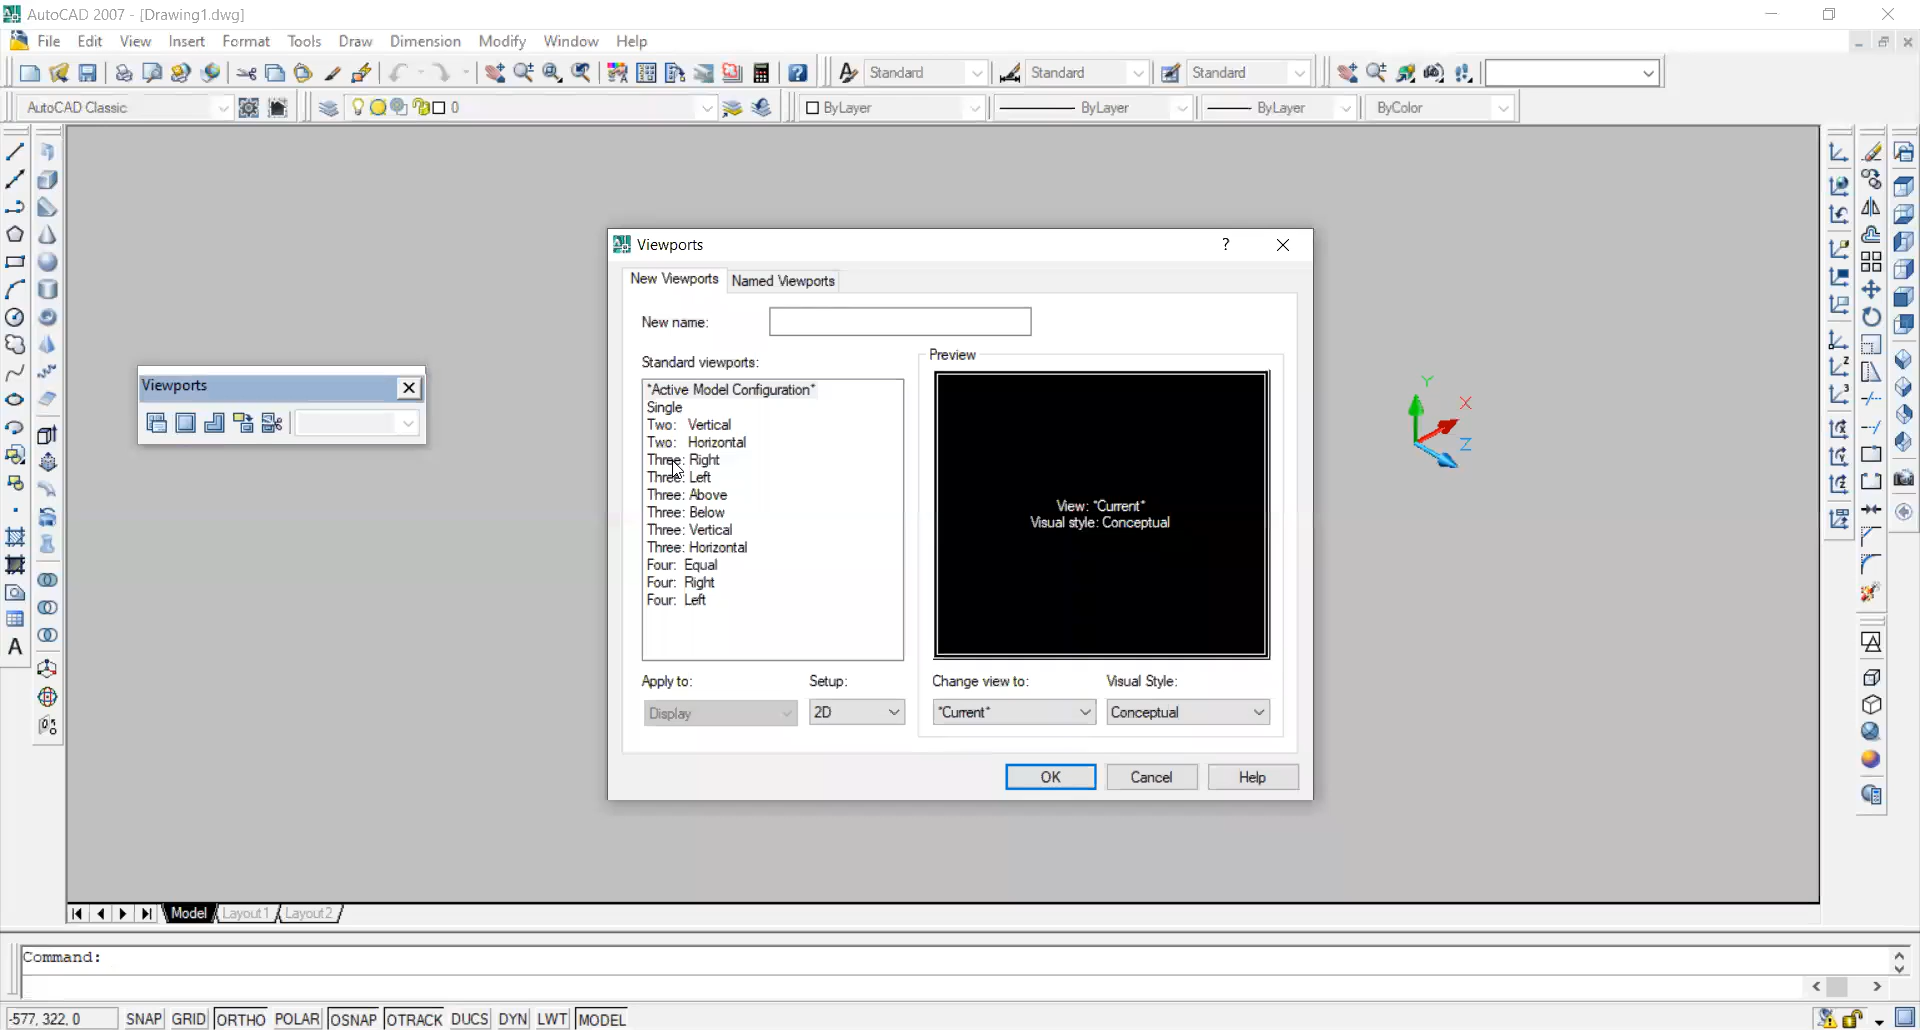 AutoCAD 2007 - [Drawing1.dwg]
File Edit View Insert Format Tools Draw Dimension Modify Window Help
Standard Standard Standard
AutoCAD Classic 0 ByLayer ByLayer ByLayer ByColor
Viewports
Viewports
New Viewports Named Viewports
New name:
Standard viewports:
*Active Model Configuration*
Single
Two: Vertical
Two: Horizontal
Three: Right
Three: Left
Three: Above
Three: Below
Three: Vertical
Three: Horizontal
Four: Equal
Four: Right
Four: Left
Preview
View: *Current*
Visual style: Conceptual
Apply to: Setup: Change view to: Visual Style:
Display 2D *Current* Conceptual
OK Cancel Help
Y
X
Z
Model Layout1 Layout2
Command:
-577, 322, 0 SNAP GRID ORTHO POLAR OSNAP OTRACK DUCS DYN LWT MODEL